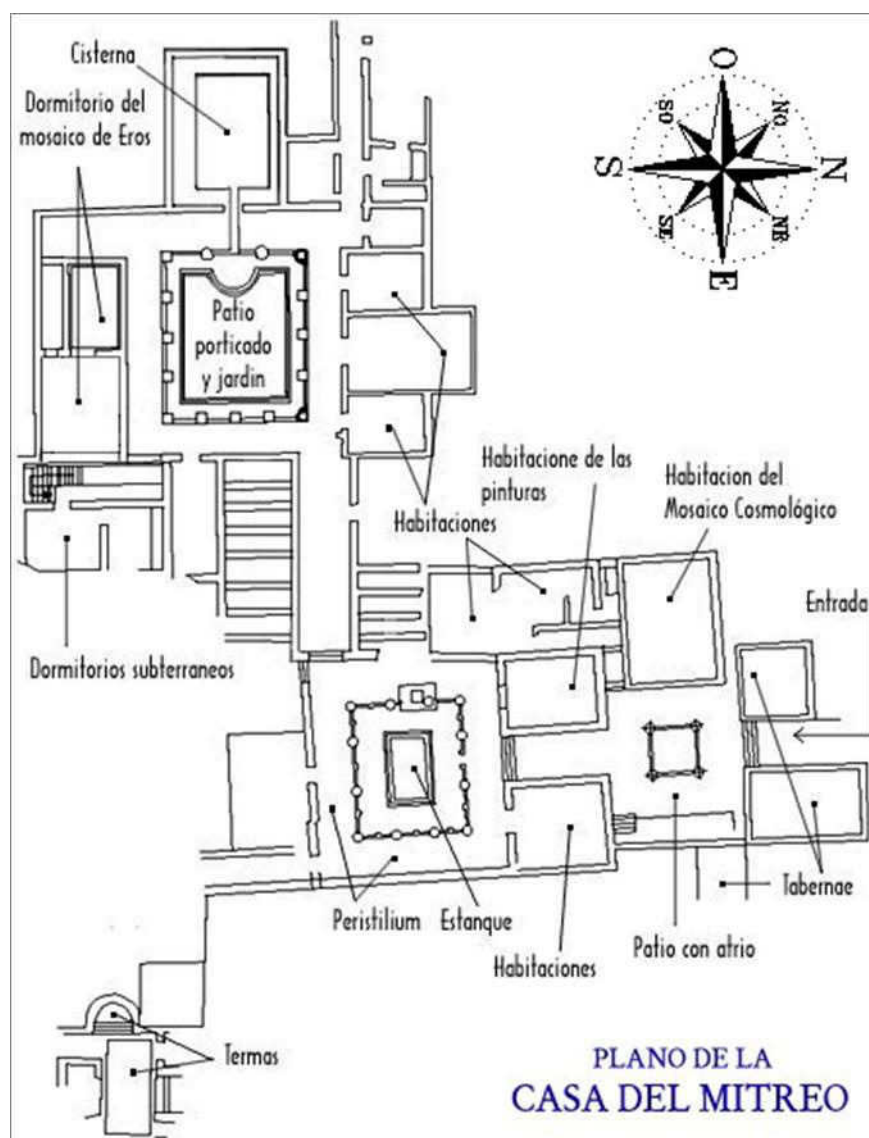 Cisterna
Dormitorio del
mosaico de Eros
O
SO
NO
S
N
SE
NE
E
Patio
porticado
y jardin
Habitaciones
Habitacione de las
pinturas
Habitacion del
Mosaico Cosmológico
Entrada
Dormitorios subterraneos
Peristilium
Estanque
Habitaciones
Patio con atrio
Tabernae
Termas
PLANO DE LA
CASA DEL MITREO